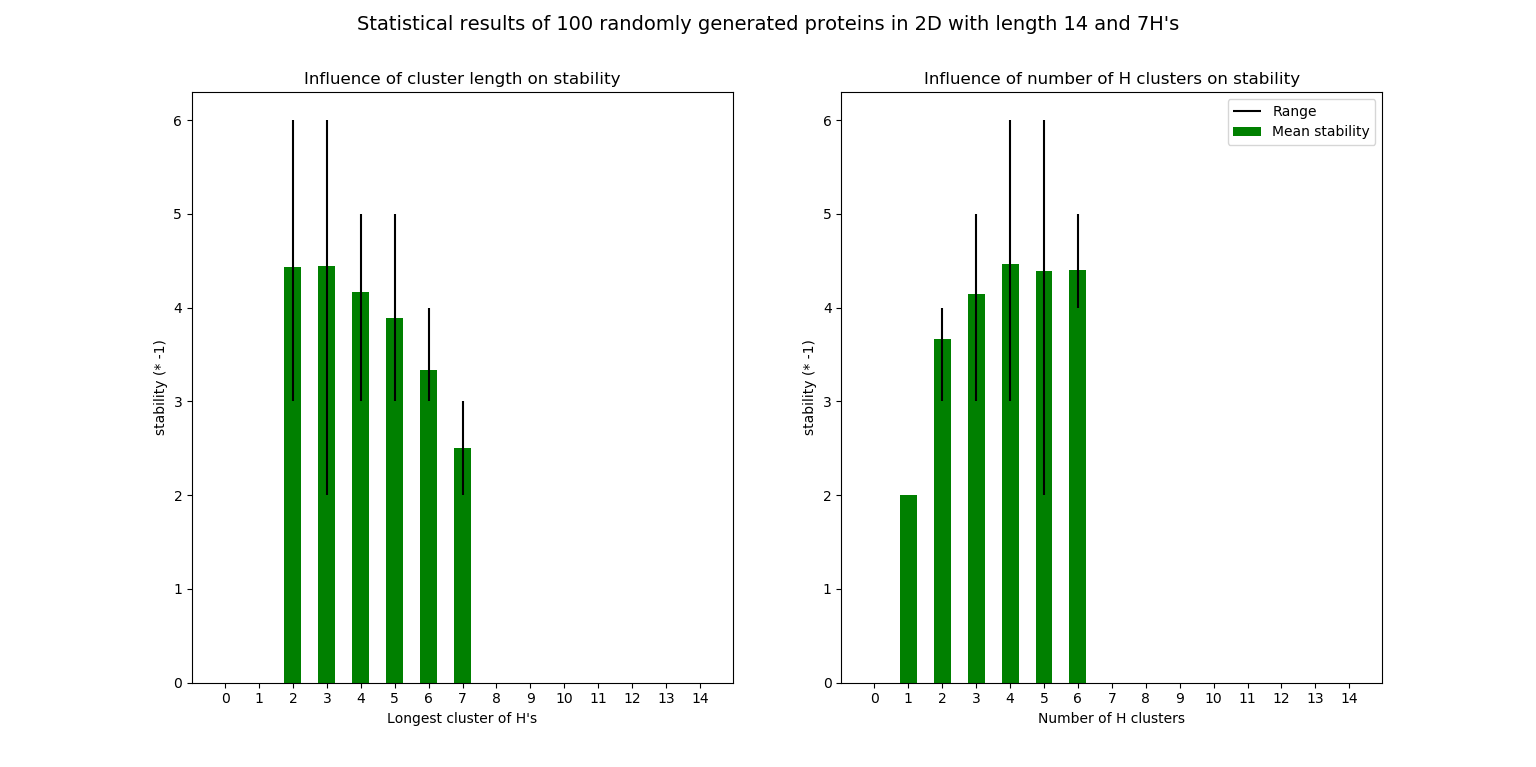 Statistical results of 100 randomly generated proteins in 2D with length 14 and 7H's
Influence of cluster length on stability
6
5
4
3
2
1
0
stability (* -1)
0 1 2 3 4 5 6 7 8 9 10 11 12 13 14
Longest cluster of H's
Influence of number of H clusters on stability
Range
Mean stability
6
5
4
3
2
1
0
stability (* -1)
0 1 2 3 4 5 6 7 8 9 10 11 12 13 14
Number of H clusters